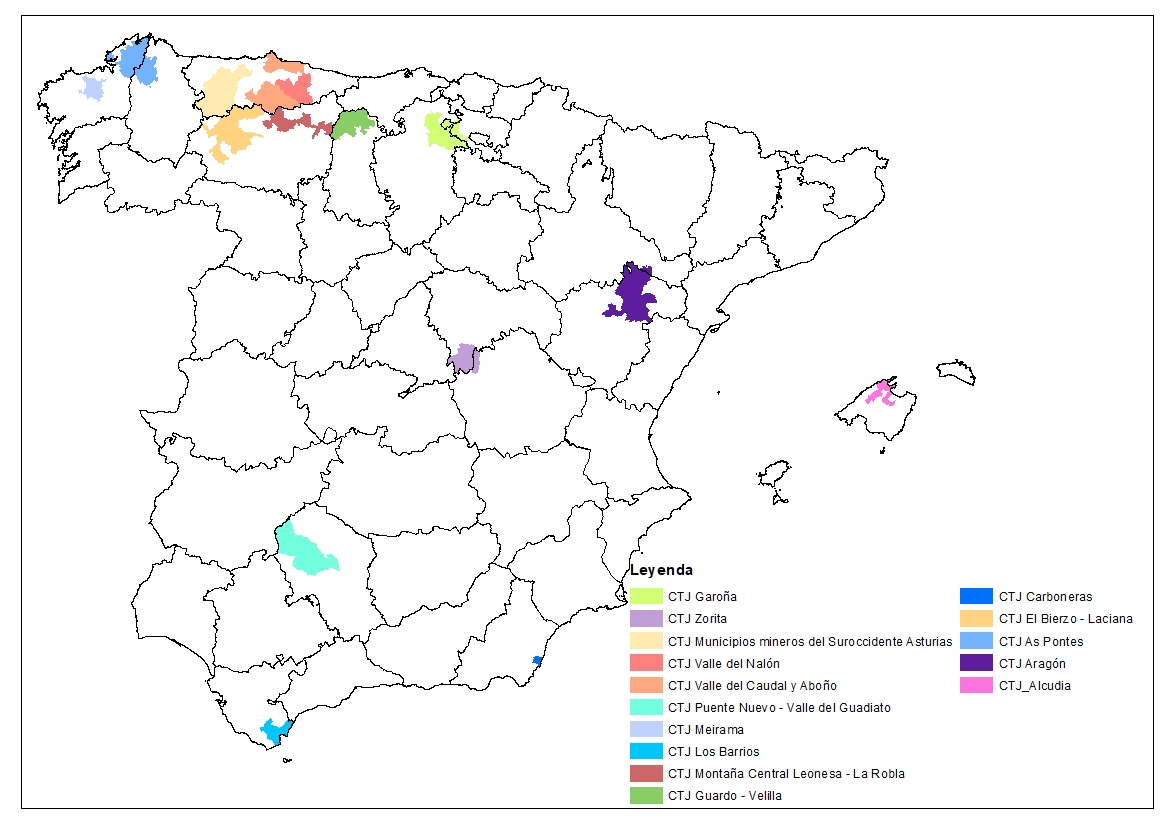 Leyenda
CTJ Garoña
CTJ Zorita
CTJ Municipios mineros del Suroccidente Asturias
CTJ Valle del Nalón
CTJ Valle del Caudal y Aboño
CTJ Puente Nuevo - Valle del Guadiato
CTJ Meirama
CTJ Los Barrios
CTJ Montaña Central Leonesa - La Robla
CTJ Guardo - Velilla
CTJ Carboneras
CTJ El Bierzo - Laciana
CTJ As Pontes
CTJ Aragón
CTJ_Alcudia